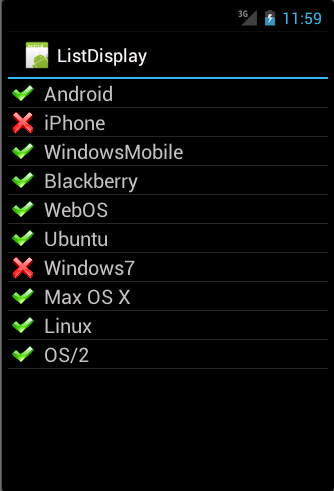 3G 11:59
ListDisplay
Android
iPhone
WindowsMobile
Blackberry
WebOS
Ubuntu
Windows7
Max OS X
Linux
OS/2